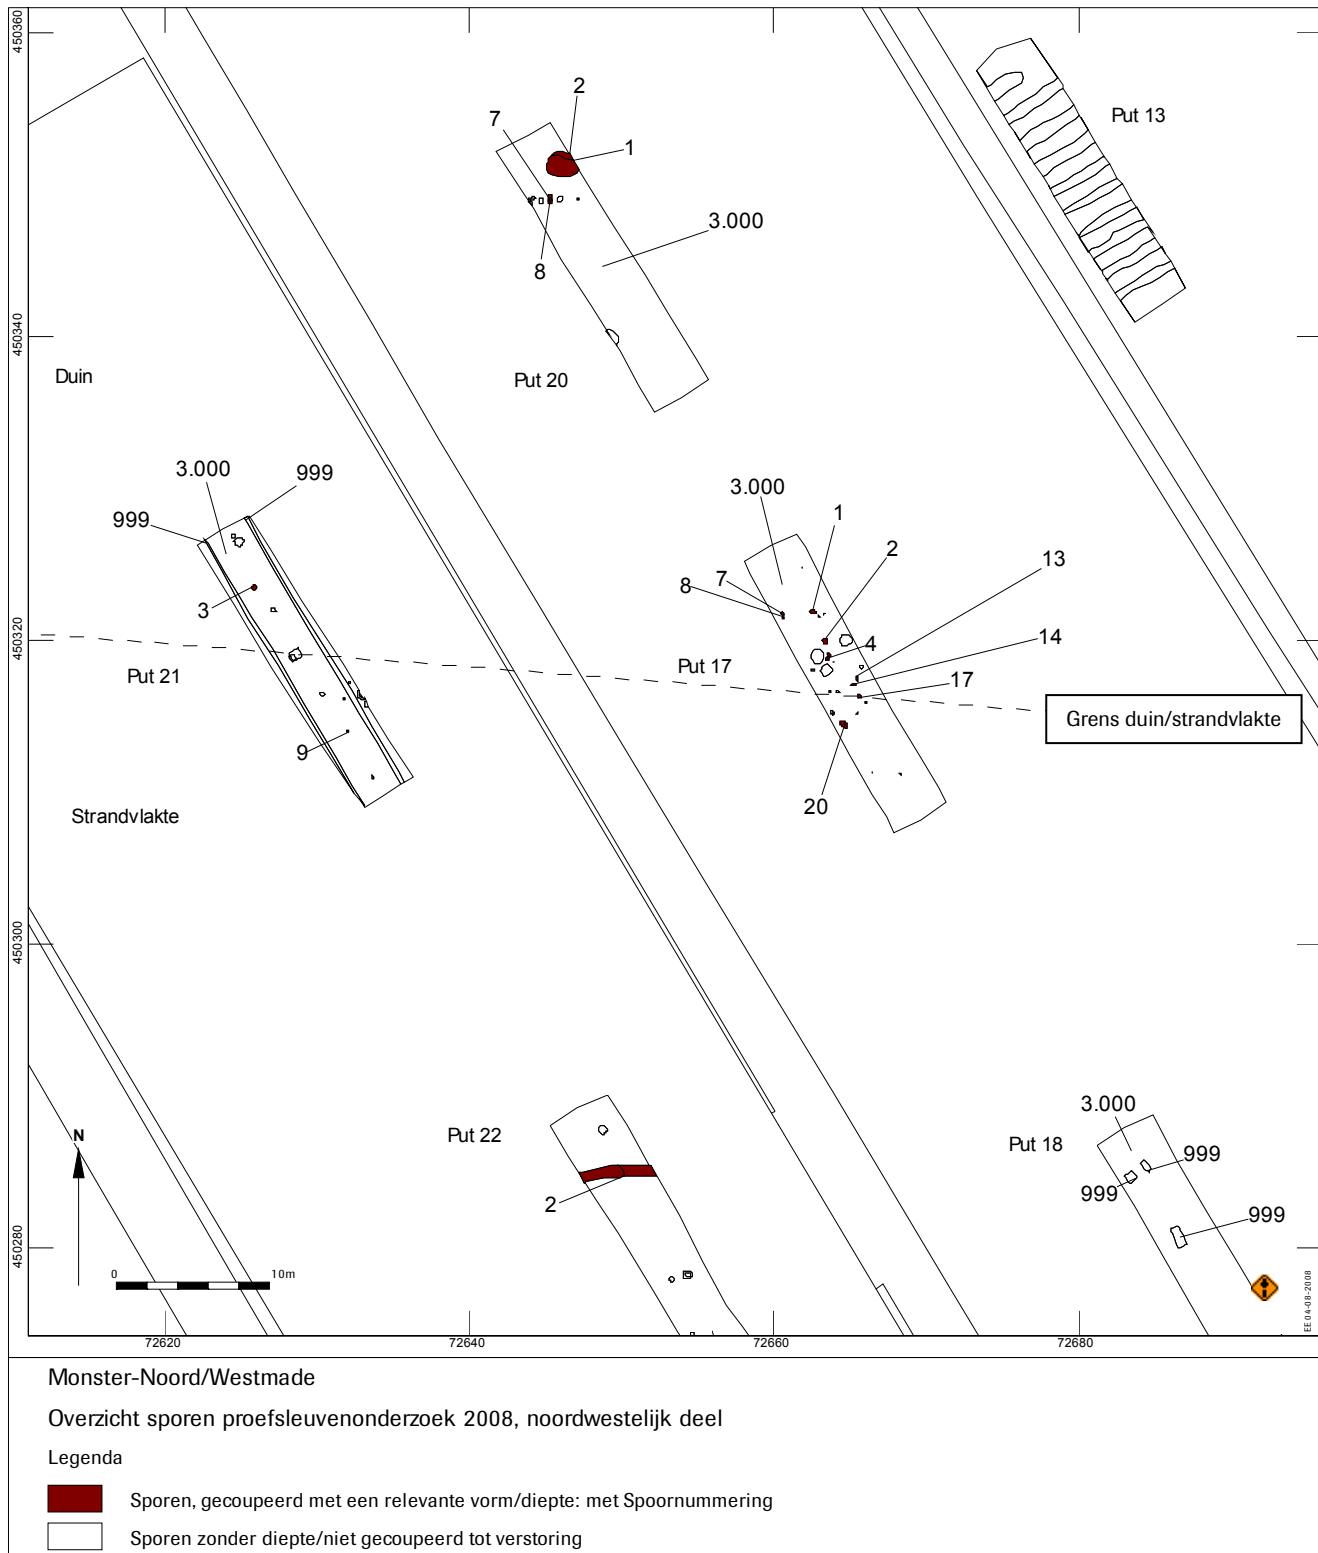 450360
450340
450320
450300
450280
72620
72640
72660
72680
2
7
1
Put 13
3.000
8
Duin
Put 20
3.000
999
999
3
Put 21
9
Strandvlakte
3.000
1
2
13
7
8
4
14
Put 17
17
20
Grens duin/strandvlakte
Put 22
2
3.000
Put 18
999
999
999
N
0
10m
EE 04-08-2008
Monster-Noord/Westmade
Overzicht sporen proefsleuvenonderzoek 2008, noordwestelijk deel
Legenda
Sporen, gecoupeerd met een relevante vorm/diepte: met Spoornummering
Sporen zonder diepte/niet gecoupeerd tot verstoring